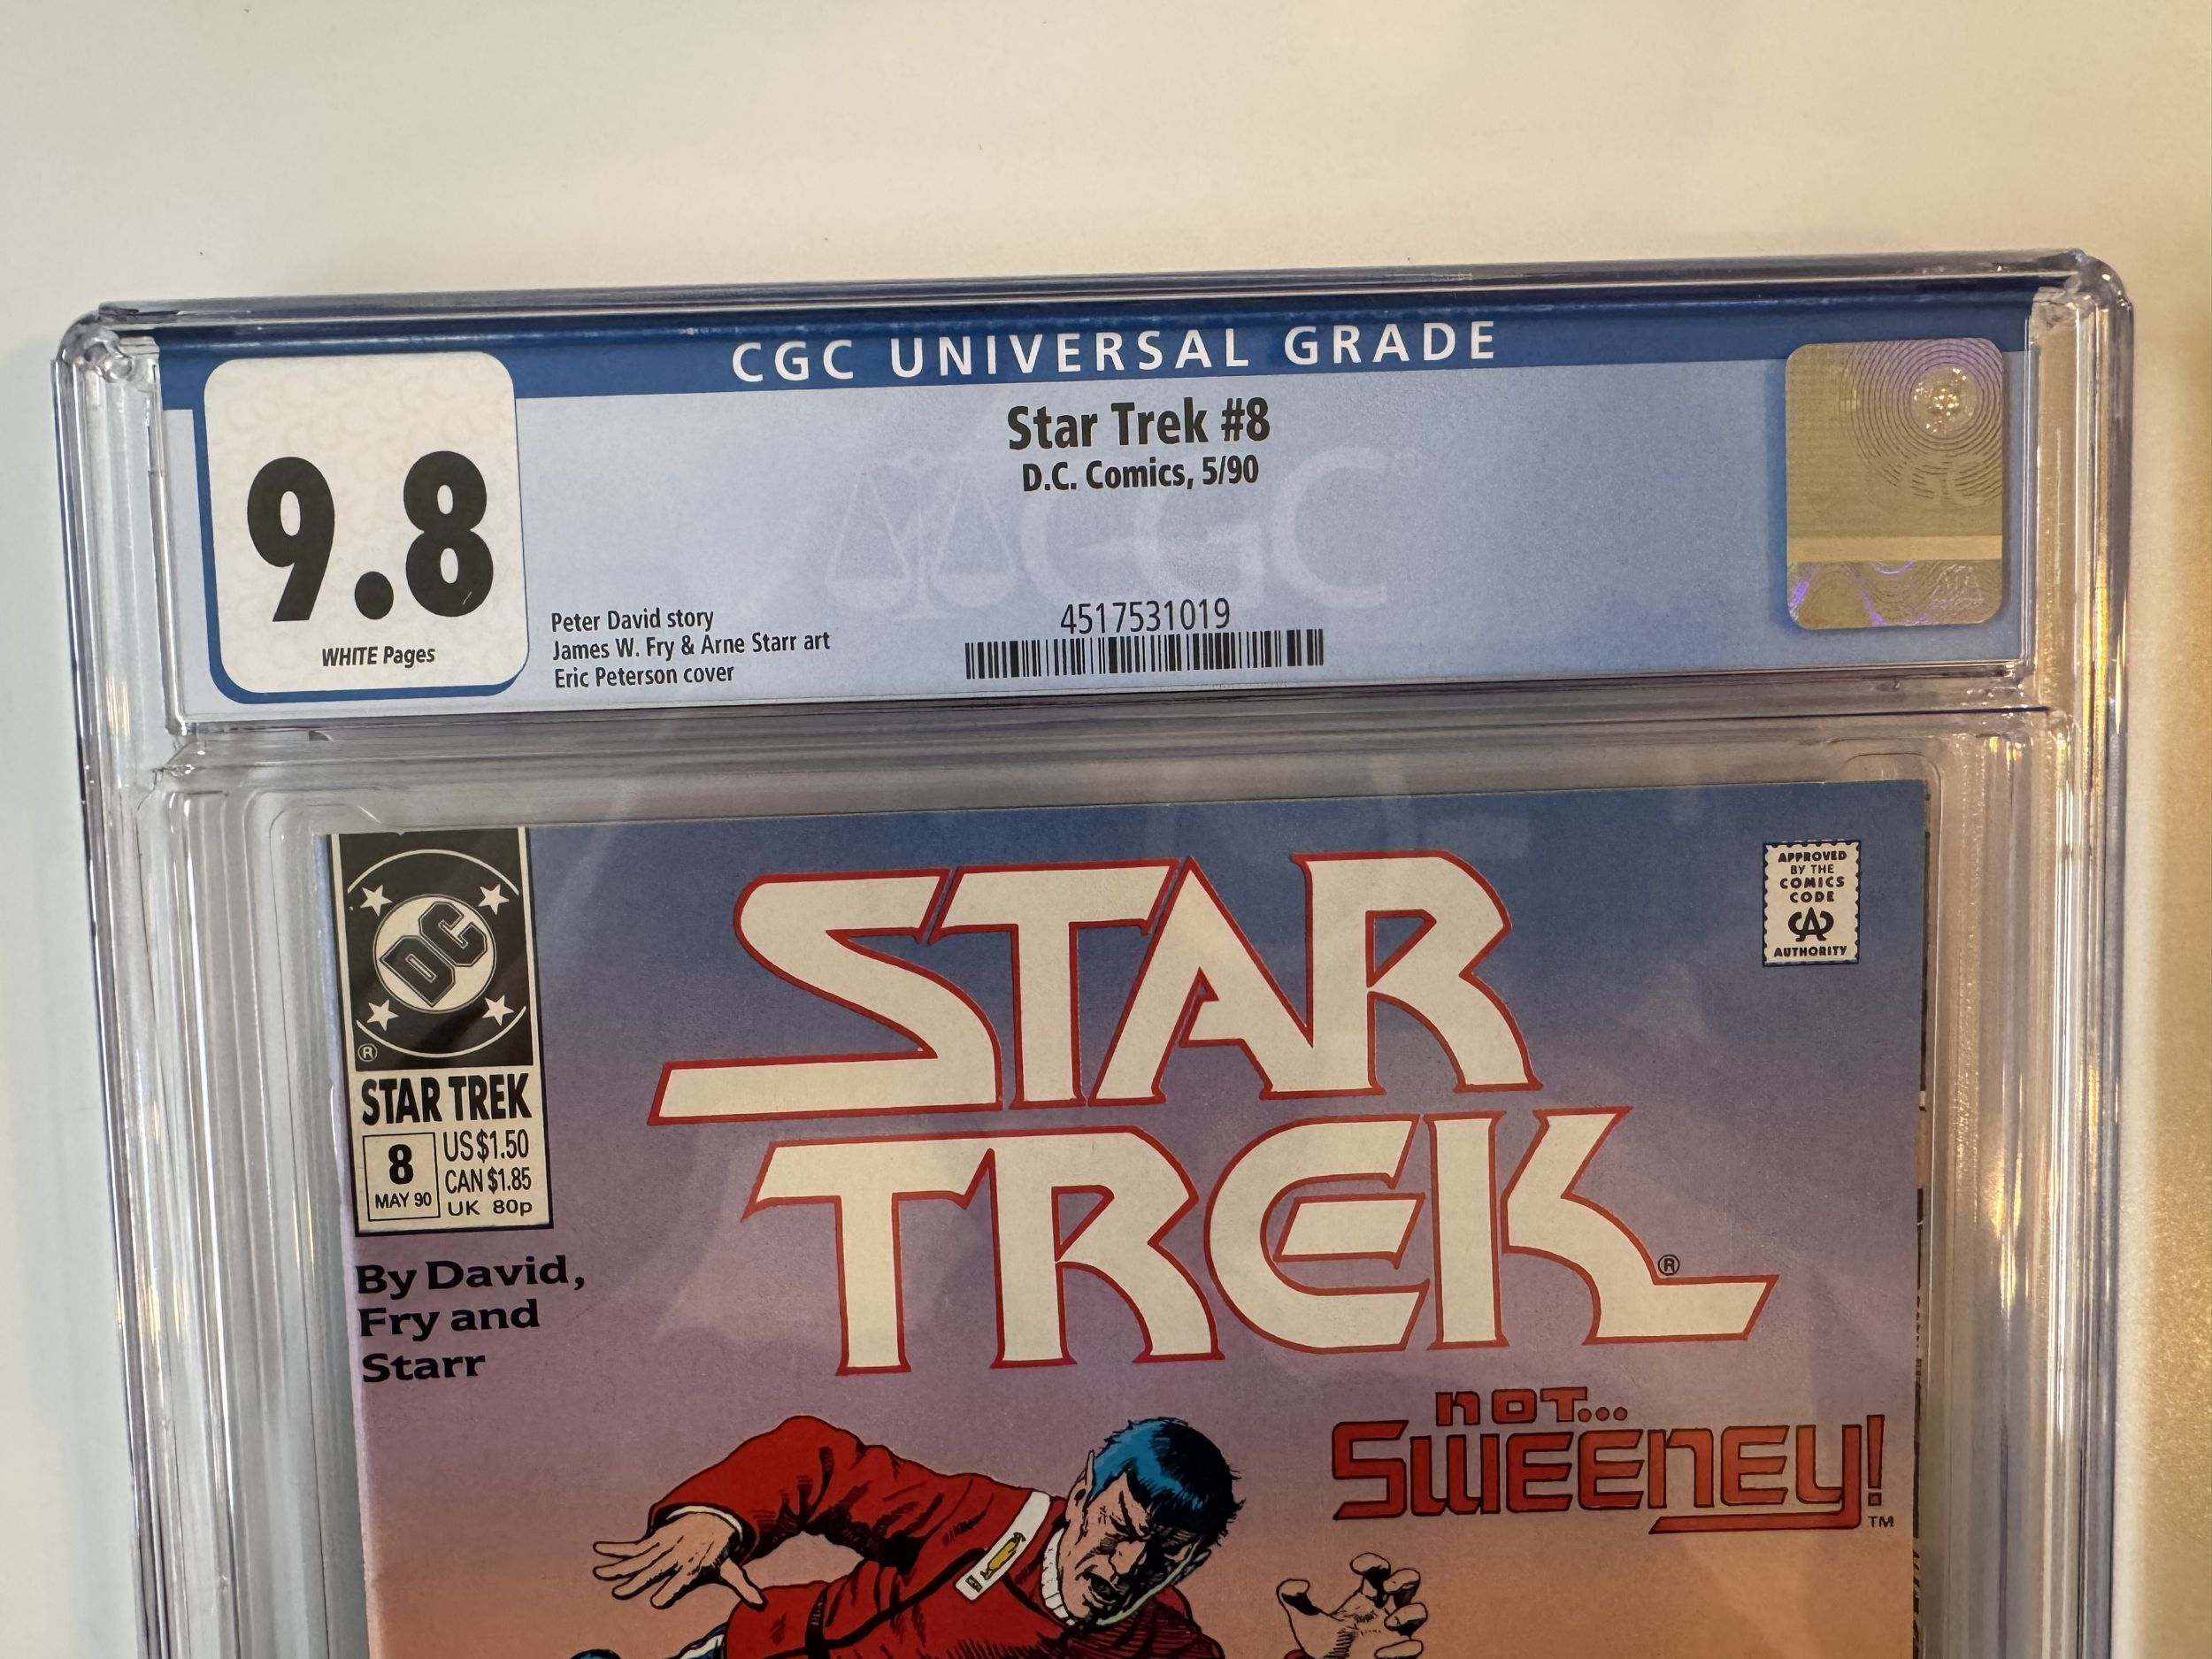 CGC UNIVERSAL GRADE
9.8
WHITE Pages
Star Trek #8
D.C. Comics, 5/90
Peter David story
James W. Fry & Arne Starr art
Eric Peterson cover
4517531019
CGC
DC
®
STAR TREK
8
MAY 90
US $1.50
CAN $1.85
UK 80p
By David,
Fry and
Starr
STAR
TREK®
APPROVED
BY THE
COMICS
CODE
CA
AUTHORITY
NOT...
SWEENEY!
TM